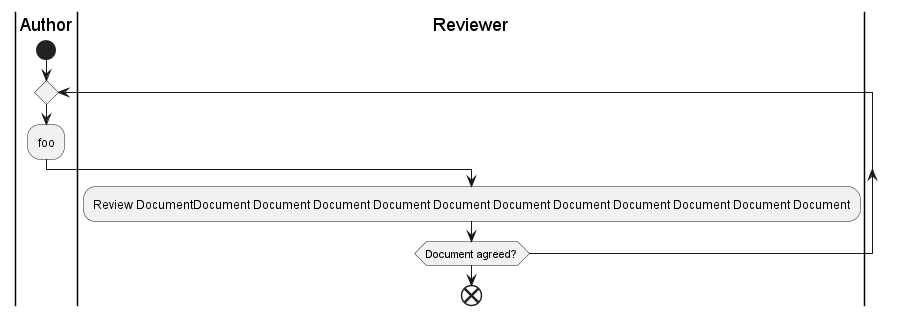 Author
Reviewer
foo
Review DocumentDocument Document Document Document Document Document Document Document Document Document Document
Document agreed?